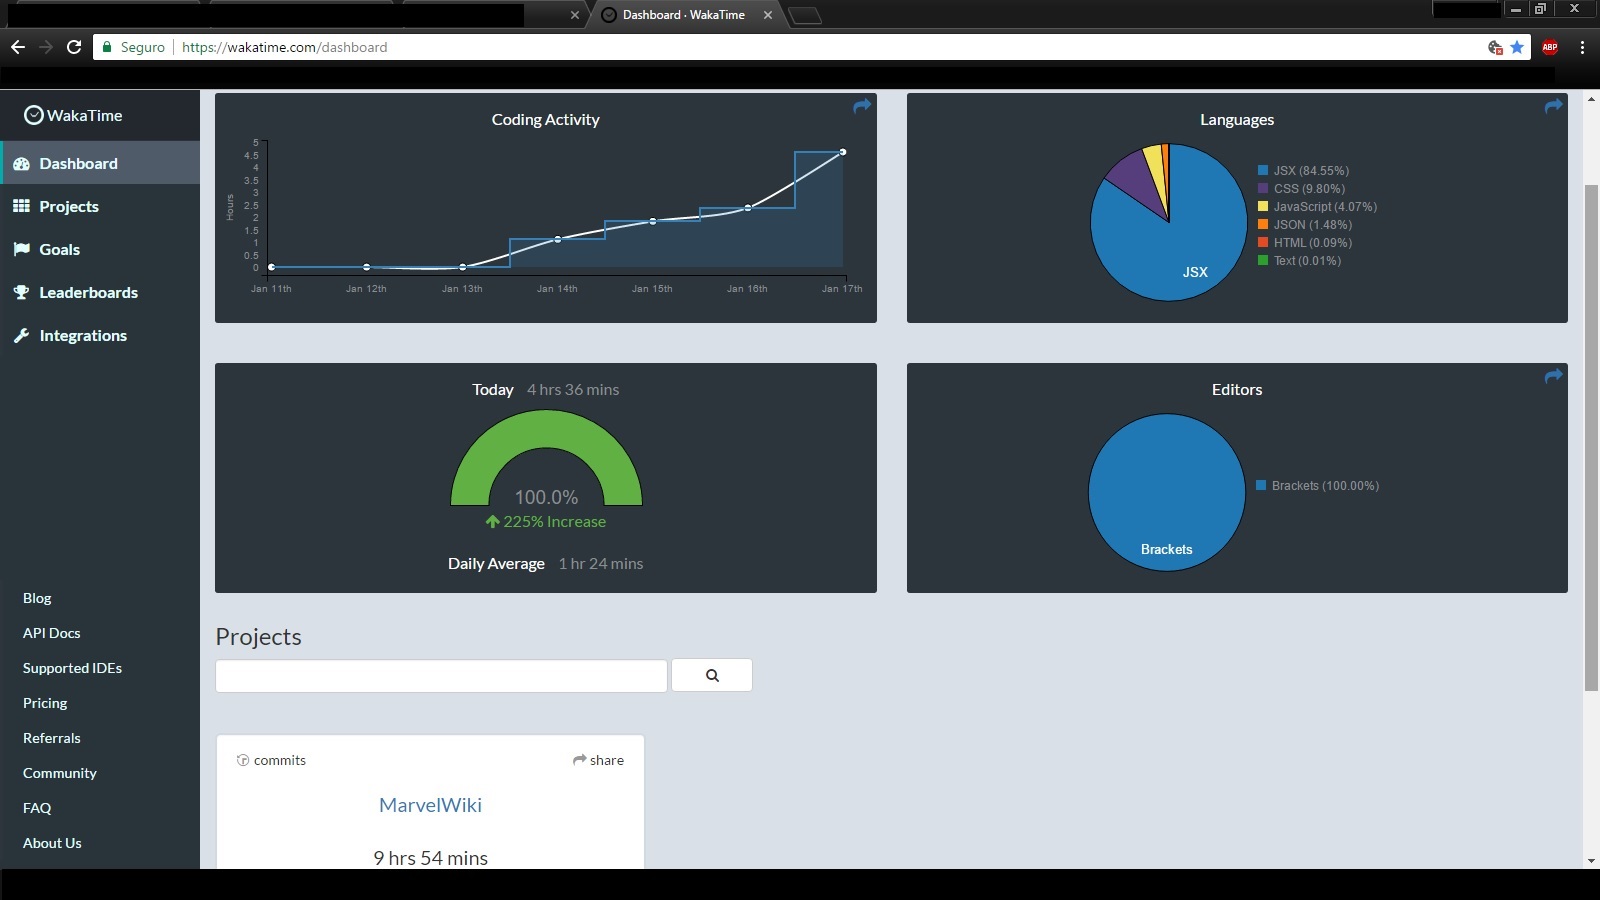 Dashboard · WakaTime
Seguro
https://wakatime.com/dashboard
ABP
WakaTime
Dashboard
Projects
Goals
Leaderboards
Integrations
Blog
API Docs
Supported IDEs
Pricing
Referrals
Community
FAQ
About Us
Coding Activity
Hours
5
4.5
4
3.5
3
2.5
2
1.5
1
0.5
0
Jan 11th Jan 12th Jan 13th Jan 14th Jan 15th Jan 16th Jan 17th
Languages
JSX
JSX (84.55%)
CSS (9.80%)
JavaScript (4.07%)
JSON (1.48%)
HTML (0.09%)
Text (0.01%)
Today 4 hrs 36 mins
100.0%
225% Increase
Daily Average 1 hr 24 mins
Editors
Brackets
Brackets (100.00%)
Projects
commits share
MarvelWiki
9 hrs 54 mins